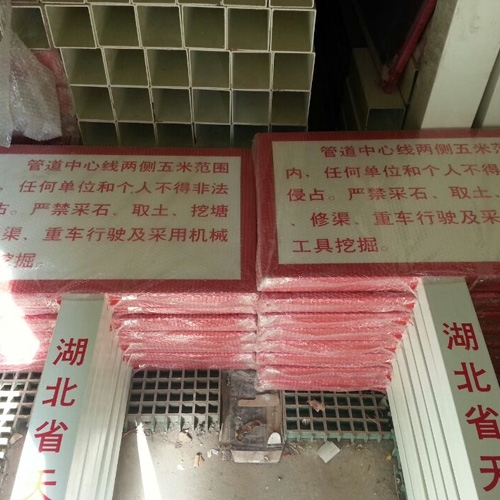 管道中心线两侧五米范围
，任何单位和个人不得非法
占。严禁采石、取土、挖塘
渠、重车行驶及采用机械
挖掘。
管道中心线两侧五米范
内，任何单位和个人不得
侵占。严禁采石、取土、
、修渠、重车行驶及采
工具挖掘。
湖北省天
湖北省天